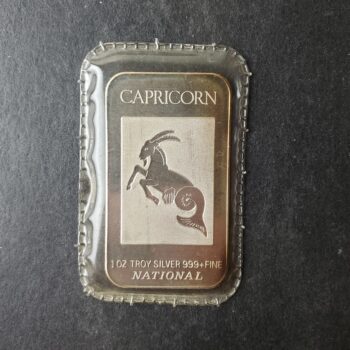 CAPRICORN
1 OZ TROY SILVER 999+FINE
NATIONAL